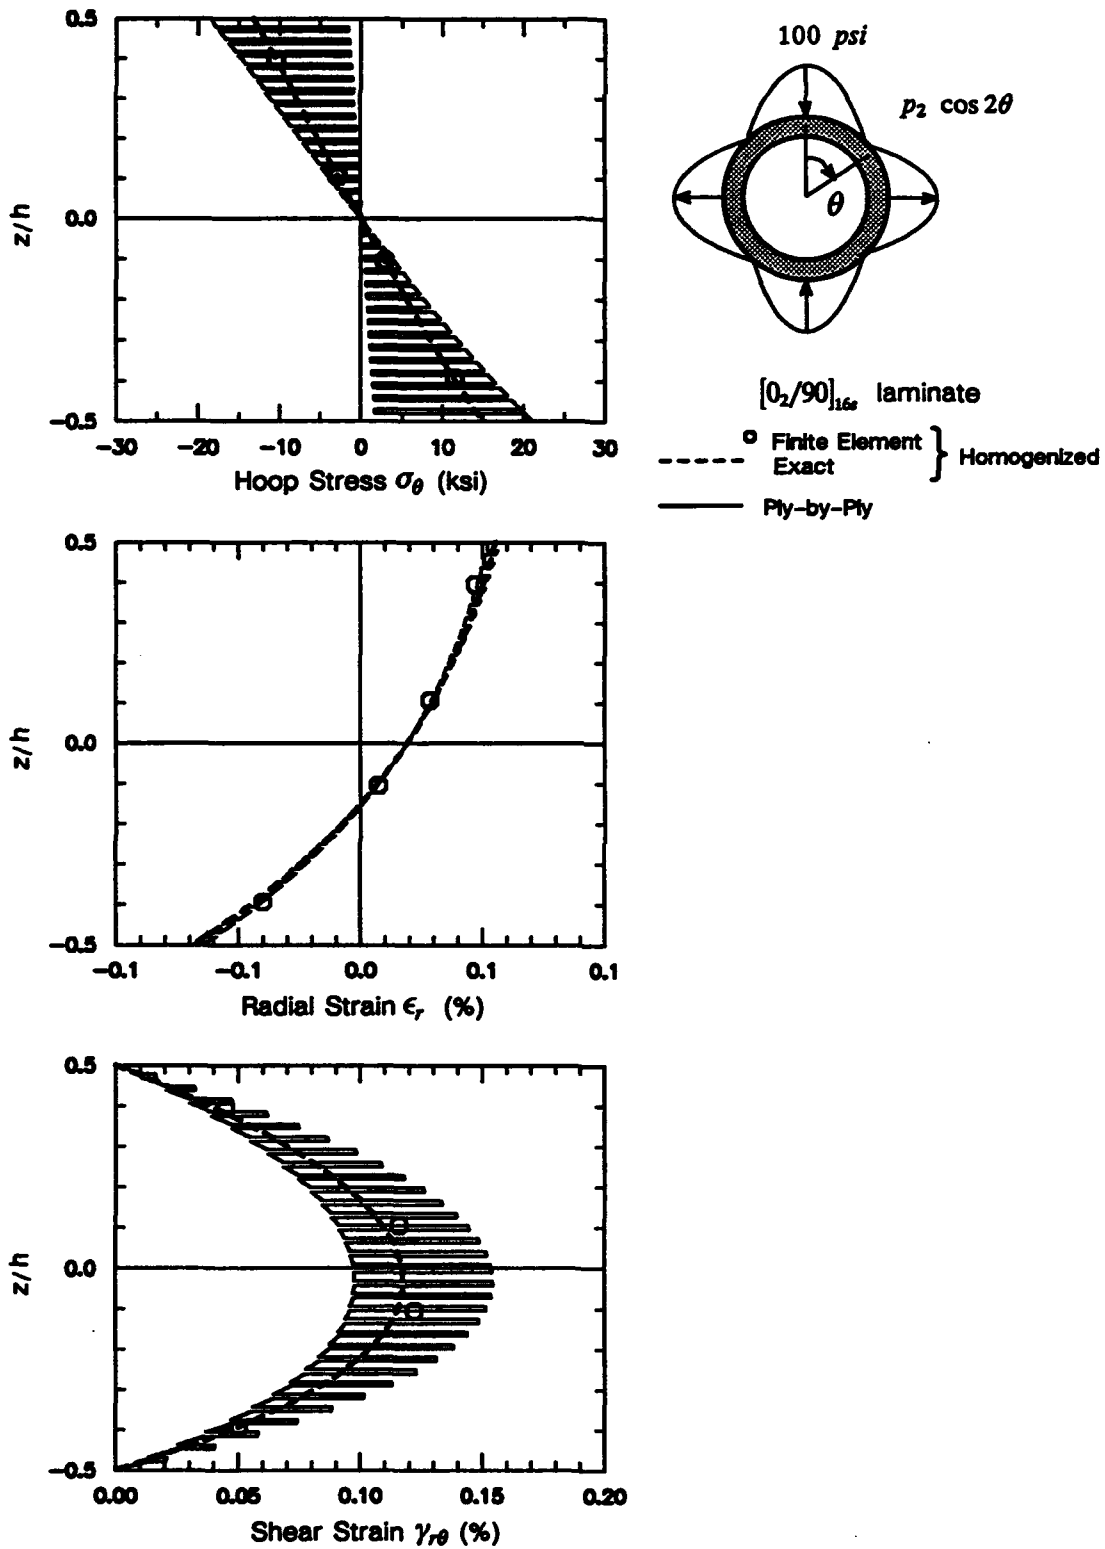 0.5
0.0
-0.5
z/h
-30 -20 -10 0 10 20 30
Hoop Stress σθ (ksi)
100 psi
p₂ cos 2θ
θ
[0₂/90]₁₆ₛ laminate
Finite Element
Exact
Homogenized
Ply-by-Ply
0.5
0.0
-0.5
z/h
-0.1 -0.1 0.0 0.1 0.1
Radial Strain ϵr (%)
0.5
0.0
-0.5
z/h
0.00 0.05 0.10 0.15 0.20
Shear Strain γrθ (%)